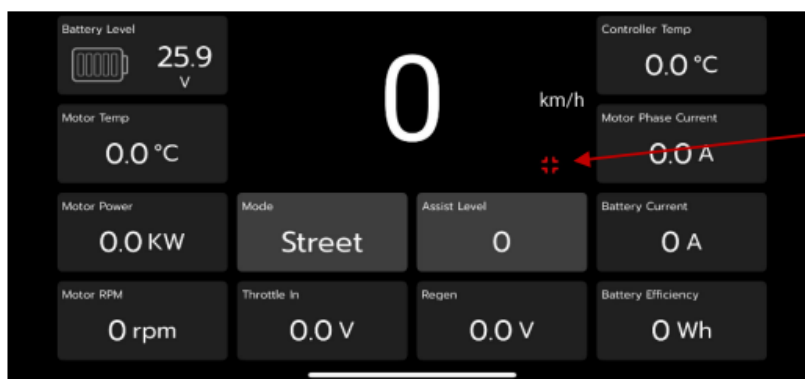 Battery Level
25.9
V
0
km/h
Controller Temp
0.0 °C
Motor Temp
0.0 °C
Motor Phase Current
0.0 A
Motor Power
0.0 KW
Mode
Street
Assist Level
0
Battery Current
0 A
Motor RPM
0 rpm
Throttle In
0.0 V
Regen
0.0 V
Battery Efficiency
0 Wh